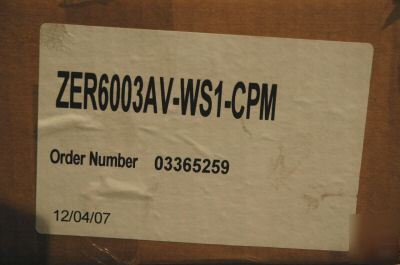 ZER6003AV-WS1-CPM
Order Number 03365259
12/04/07